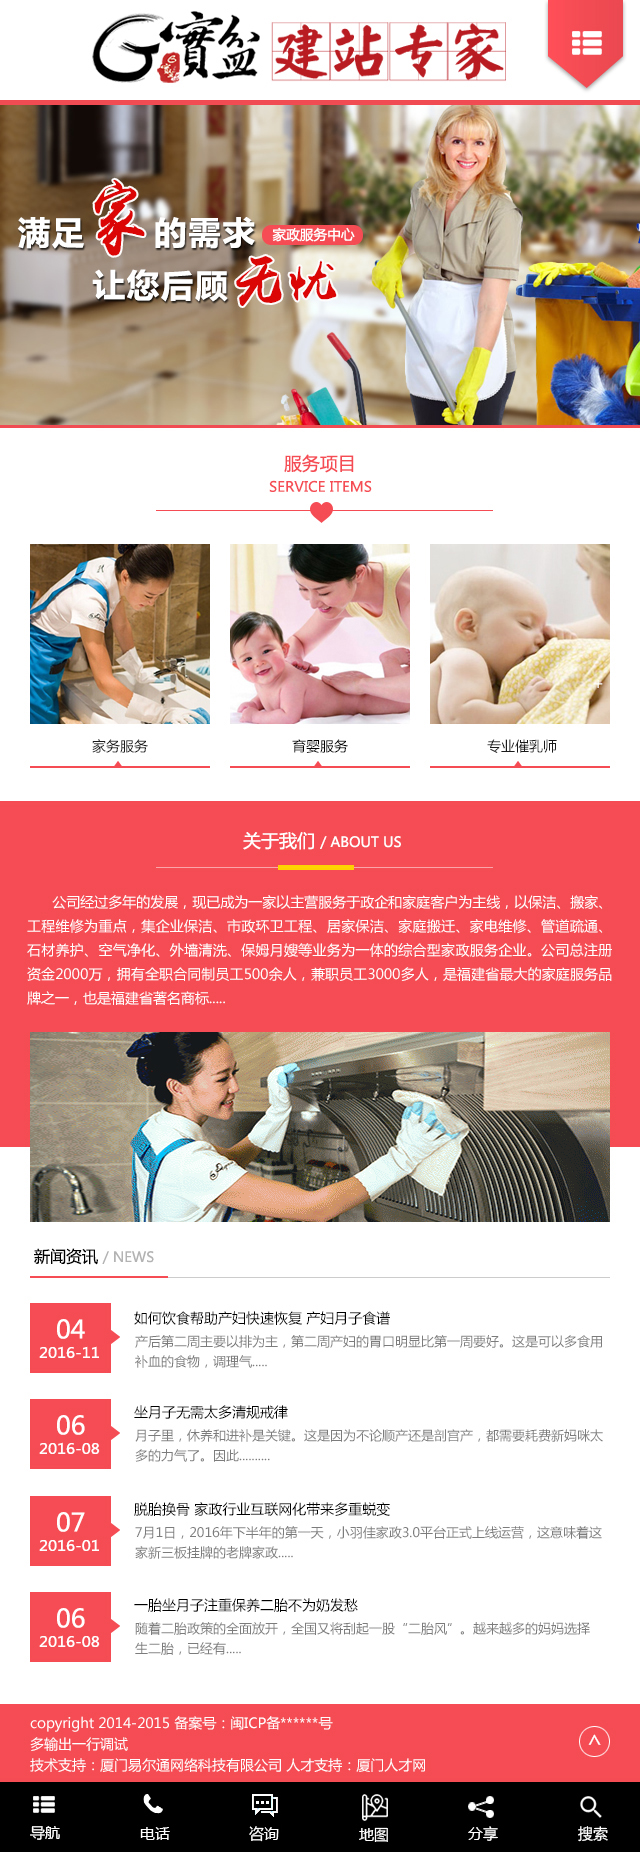 G寶盆 建站专家
满足家的需求 家政服务中心
让您后顾无忧
服务项目
SERVICE ITEMS
家务服务
育婴服务
专业催乳师
关于我们 / ABOUT US
公司经过多年的发展，现已成为一家以主营服务于政企和家庭客户为主线，以保洁、搬家、
工程维修为重点，集企业保洁、市政环卫工程、居家保洁、家庭搬迁、家电维修、管道疏通、
石材养护、空气净化、外墙清洗、保姆月嫂等业务为一体的综合型家政服务企业。公司总注册
资金2000万，拥有全职合同制员工500余人，兼职员工3000多人，是福建省最大的家庭服务品
牌之一，也是福建省著名商标.....
新闻资讯 / NEWS
04
2016-11
如何饮食帮助产妇快速恢复 产妇月子食谱
产后第二周主要以排为主，第二周产妇的胃口明显比第一周要好。这是可以多食用
补血的食物，调理气.....
06
2016-08
坐月子无需太多清规戒律
月子里，休养和进补是关键。这是因为不论顺产还是剖宫产，都需要耗费新妈咪太
多的力气了。因此..........
07
2016-01
脱胎换骨 家政行业互联网化带来多重蜕变
7月1日，2016年下半年的第一天，小羽佳家政3.0平台正式上线运营，这意味着这
家新三板挂牌的老牌家政.....
06
2016-08
一胎坐月子注重保养二胎不为奶发愁
随着二胎政策的全面放开，全国又将刮起一股“二胎风”。越来越多的妈妈选择
生二胎，已经有.....
copyright 2014-2015 备案号：闽ICP备******号
多输出一行调试
技术支持：厦门易尔通网络科技有限公司 人才支持：厦门人才网
导航
电话
咨询
地图
分享
搜索